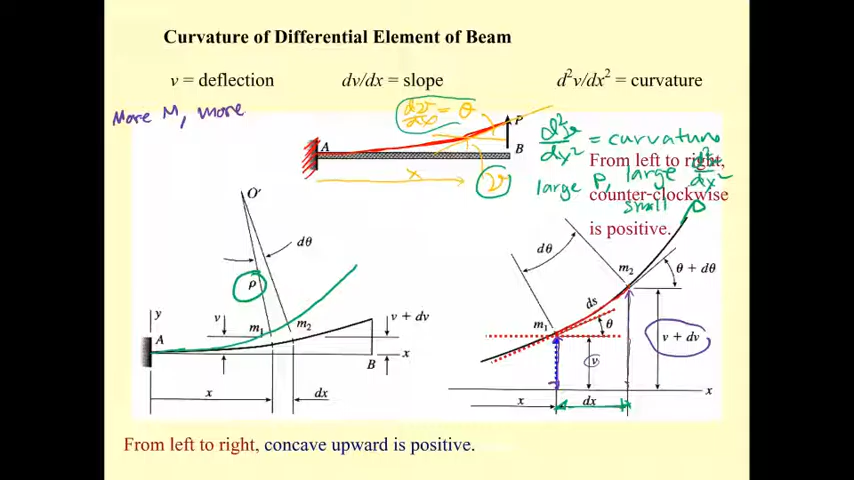 Curvature of Differential Element of Beam
v = deflection
dv/dx = slope
d²v/dx² = curvature
More M, more
dv/dx = θ
P
A
B
x
v
d²v/dx² = curvature
From left to right,
large P, large d²v/dx²
counter-clockwise
small ρ
is positive.
O'
dθ
ρ
y
v
m₁
m₂
v + dv
A
x
B
x
dx
dθ
m₂
θ + dθ
ds
m₁
θ
v
v + dv
x
x
dx
From left to right, concave upward is positive.